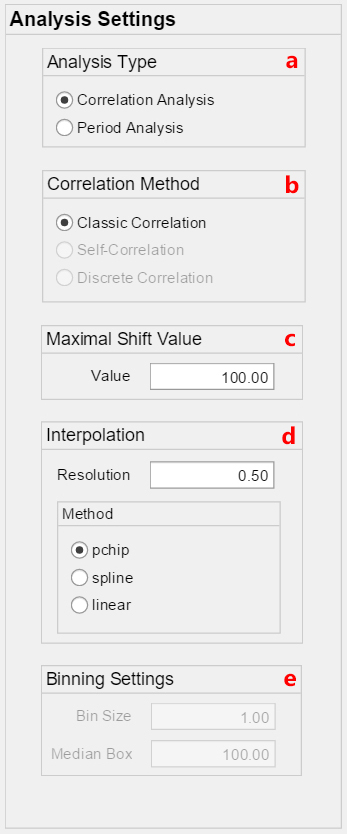 Analysis Settings
Analysis Type a
Correlation Analysis
Period Analysis
Correlation Method b
Classic Correlation
Self-Correlation
Discrete Correlation
Maximal Shift Value c
Value 100.00
Interpolation d
Resolution 0.50
Method
pchip
spline
linear
Binning Settings e
Bin Size 1.00
Median Box 100.00